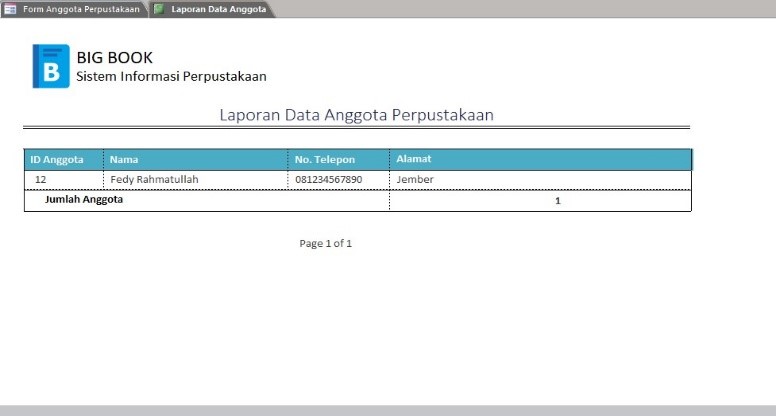 Form Anggota Perpustakaan Laporan Data Anggota
B
BIG BOOK
Sistem Informasi Perpustakaan
Laporan Data Anggota Perpustakaan
ID Anggota Nama No. Telepon Alamat
12 Fedy Rahmatullah 081234567890 Jember
Jumlah Anggota 1
Page 1 of 1